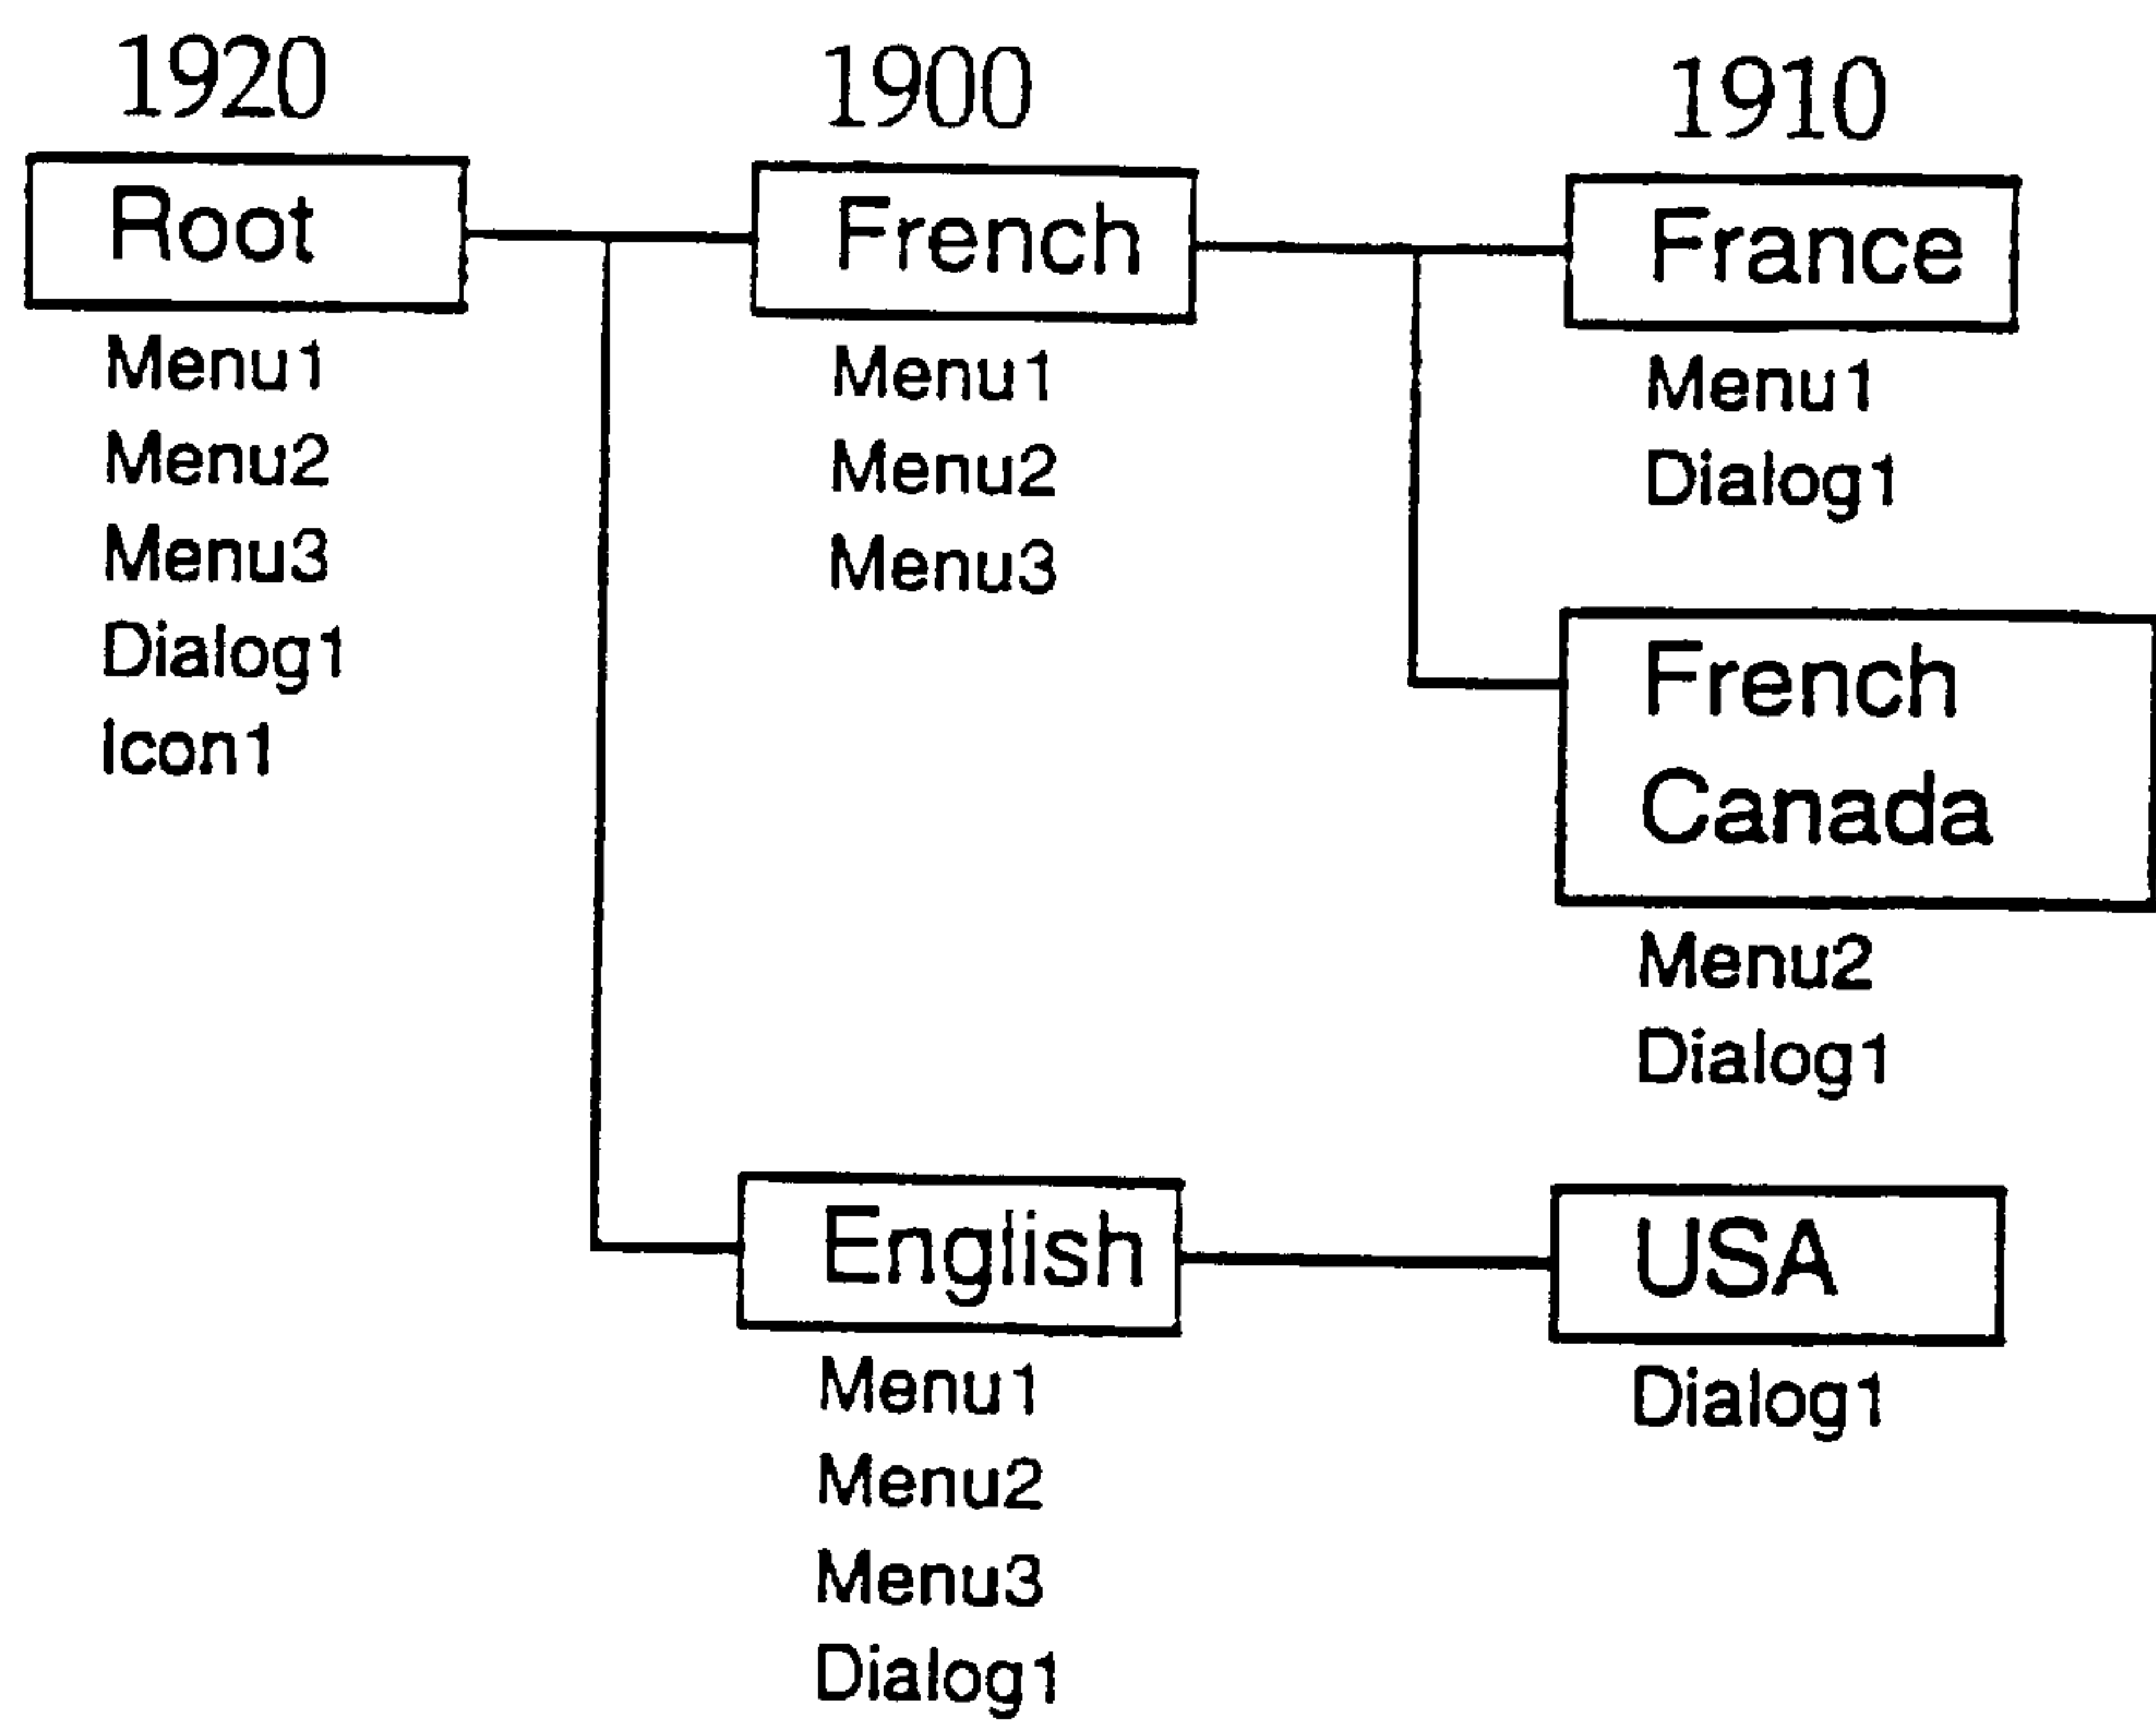 1920
Root
Menu1
Menu2
Menu3
Dialog1
Icon1
1900
French
Menu1
Menu2
Menu3
1910
France
Menu1
Dialog1
French
Canada
Menu2
Dialog1
English
Menu1
Menu2
Menu3
Dialog1
USA
Dialog1